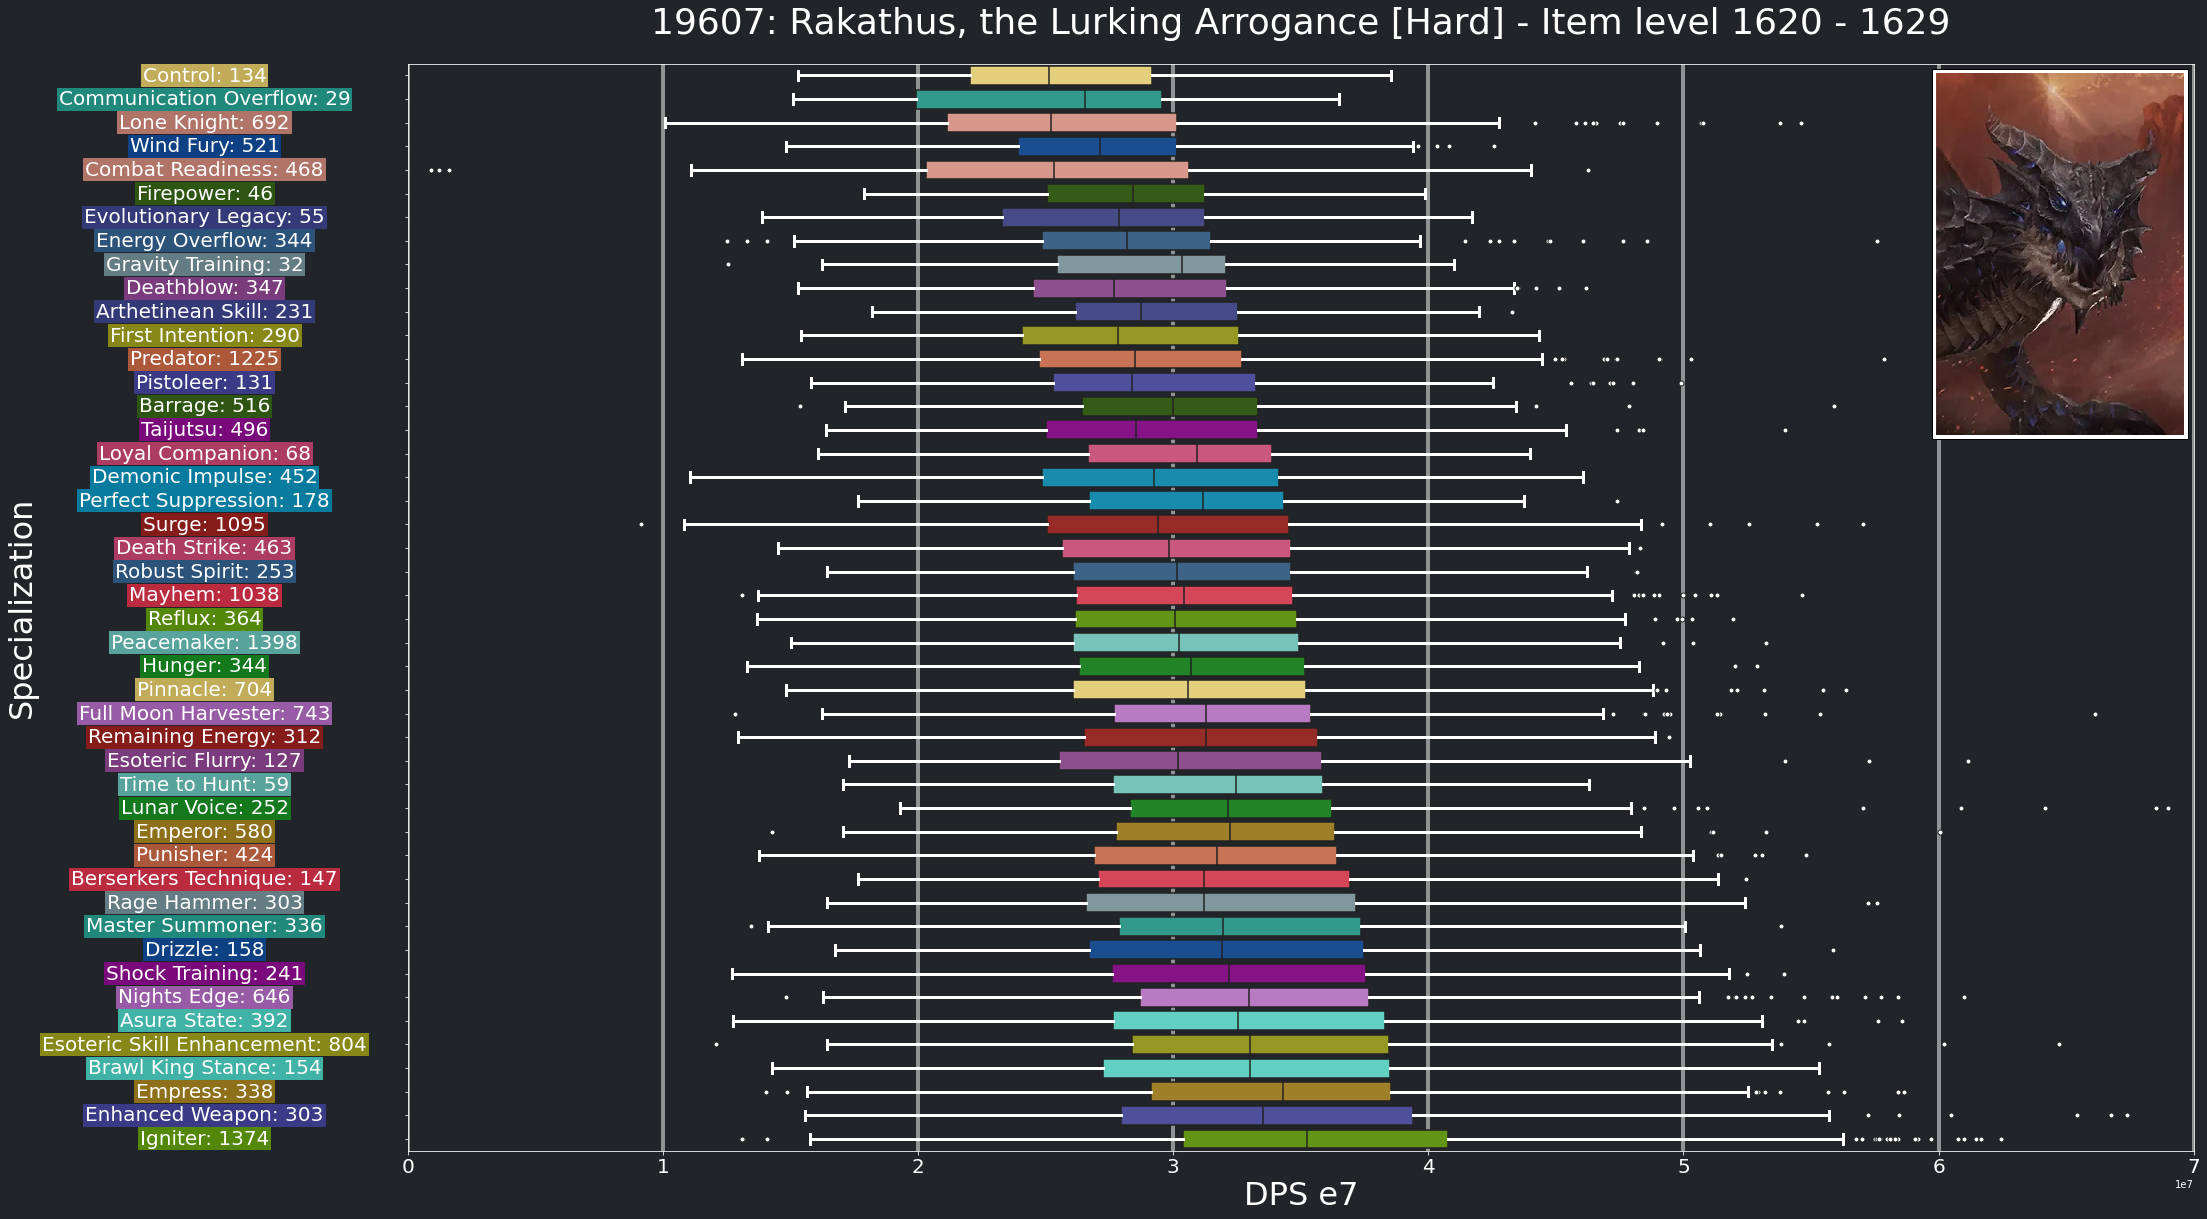 19607: Rakathus, the Lurking Arrogance [Hard] - Item level 1620 - 1629
Control: 134
Communication Overflow: 29
Lone Knight: 692
Wind Fury: 521
Combat Readiness: 468
Firepower: 46
Evolutionary Legacy: 55
Energy Overflow: 344
Gravity Training: 32
Deathblow: 347
Arthetinean Skill: 231
First Intention: 290
Predator: 1225
Pistoleer: 131
Barrage: 516
Taijutsu: 496
Loyal Companion: 68
Demonic Impulse: 452
Perfect Suppression: 178
Surge: 1095
Death Strike: 463
Robust Spirit: 253
Mayhem: 1038
Reflux: 364
Peacemaker: 1398
Hunger: 344
Pinnacle: 704
Full Moon Harvester: 743
Remaining Energy: 312
Esoteric Flurry: 127
Time to Hunt: 59
Lunar Voice: 252
Emperor: 580
Punisher: 424
Berserkers Technique: 147
Rage Hammer: 303
Master Summoner: 336
Drizzle: 158
Shock Training: 241
Nights Edge: 646
Asura State: 392
Esoteric Skill Enhancement: 804
Brawl King Stance: 154
Empress: 338
Enhanced Weapon: 303
Igniter: 1374
Specialization
0 1 2 3 4 5 6 7
DPS e7
1e7